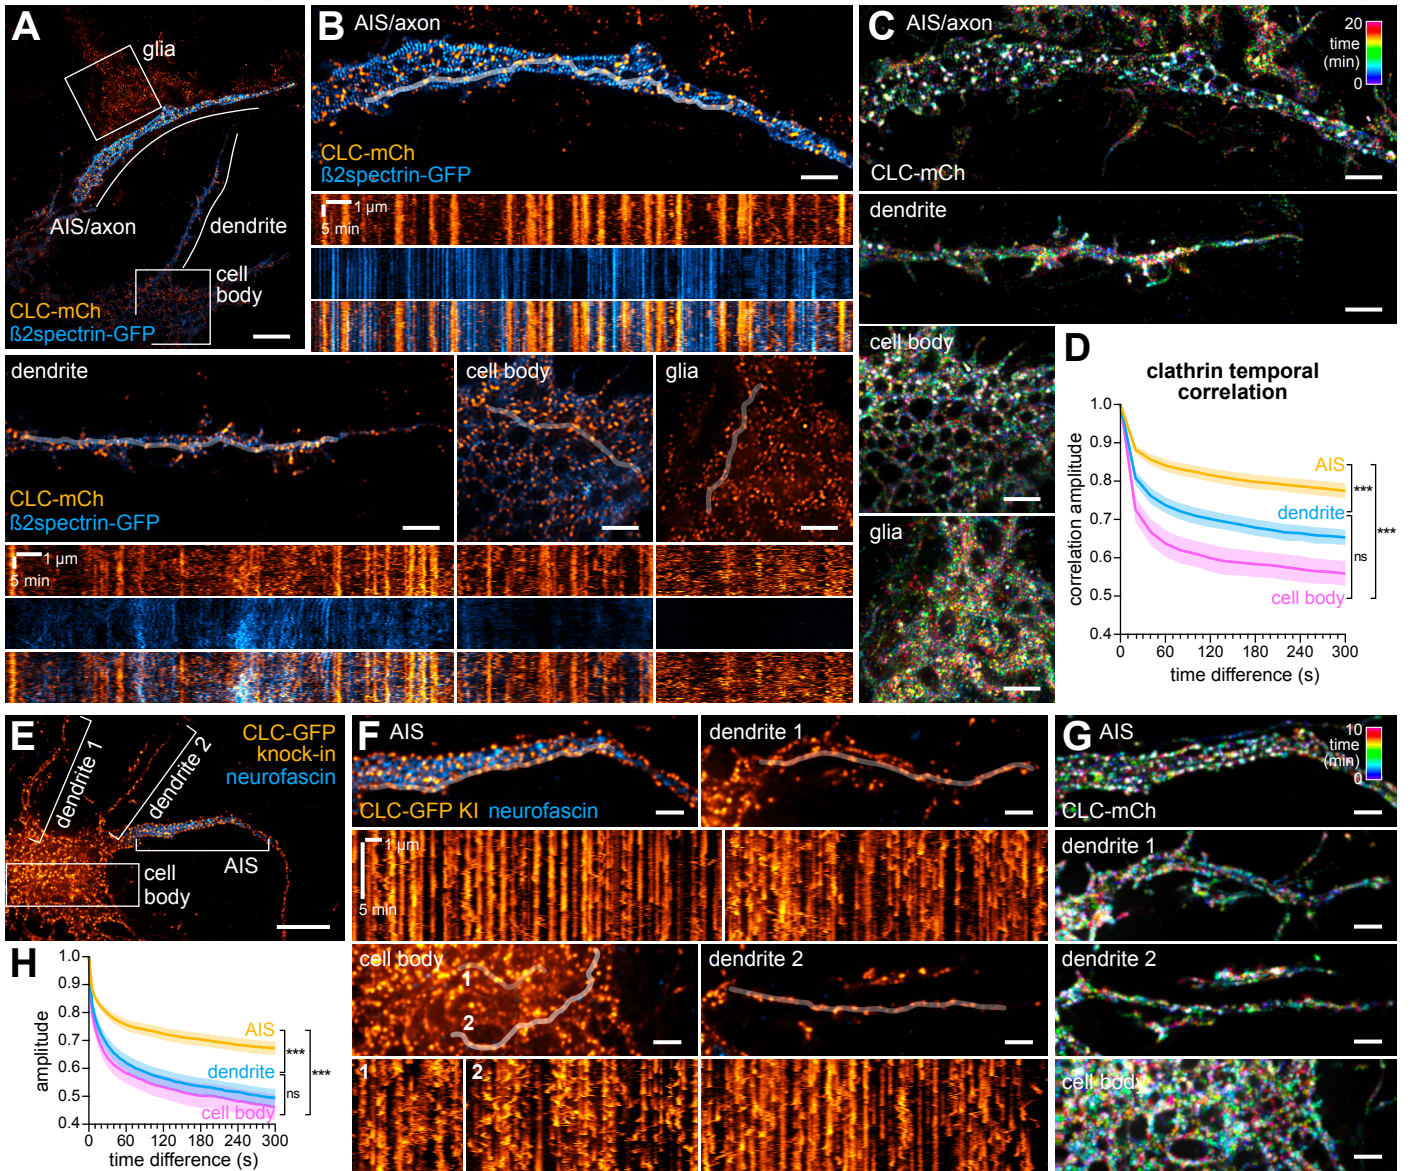 A
glia
AIS/axon
dendrite
cell
body
CLC-mCh
ß2spectrin-GFP
B
AIS/axon
CLC-mCh
ß2spectrin-GFP
1 µm
5 min
dendrite
CLC-mCh
ß2spectrin-GFP
cell body
glia
1 µm
5 min
C
AIS/axon
20
time
(min)
0
CLC-mCh
dendrite
cell body
glia
D
clathrin temporal
correlation
1.0
0.9
0.8
0.7
0.6
0.5
0.4
correlation amplitude
AIS
dendrite
cell body
***
ns
***
0
60
120
180
240
300
time difference (s)
E
dendrite 1
dendrite 2
CLC-GFP
knock-in
neurofascin
AIS
cell
body
F
AIS
CLC-GFP KI neurofascin
dendrite 1
1 µm
5 min
cell body
1
2
dendrite 2
1
2
G
AIS
10
time
(min)
0
CLC-mCh
dendrite 1
dendrite 2
cell body
H
1.0
0.9
0.8
0.7
0.6
0.5
0.4
amplitude
AIS
dendrite
cell body
***
ns
***
0
60
120
180
240
300
time difference (s)